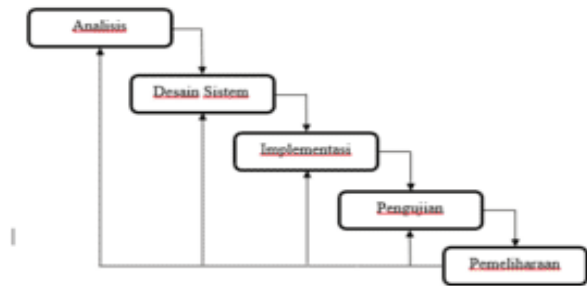 Analisis
Desain Sistem
Implementasi
Pengujian
Pemeliharaan